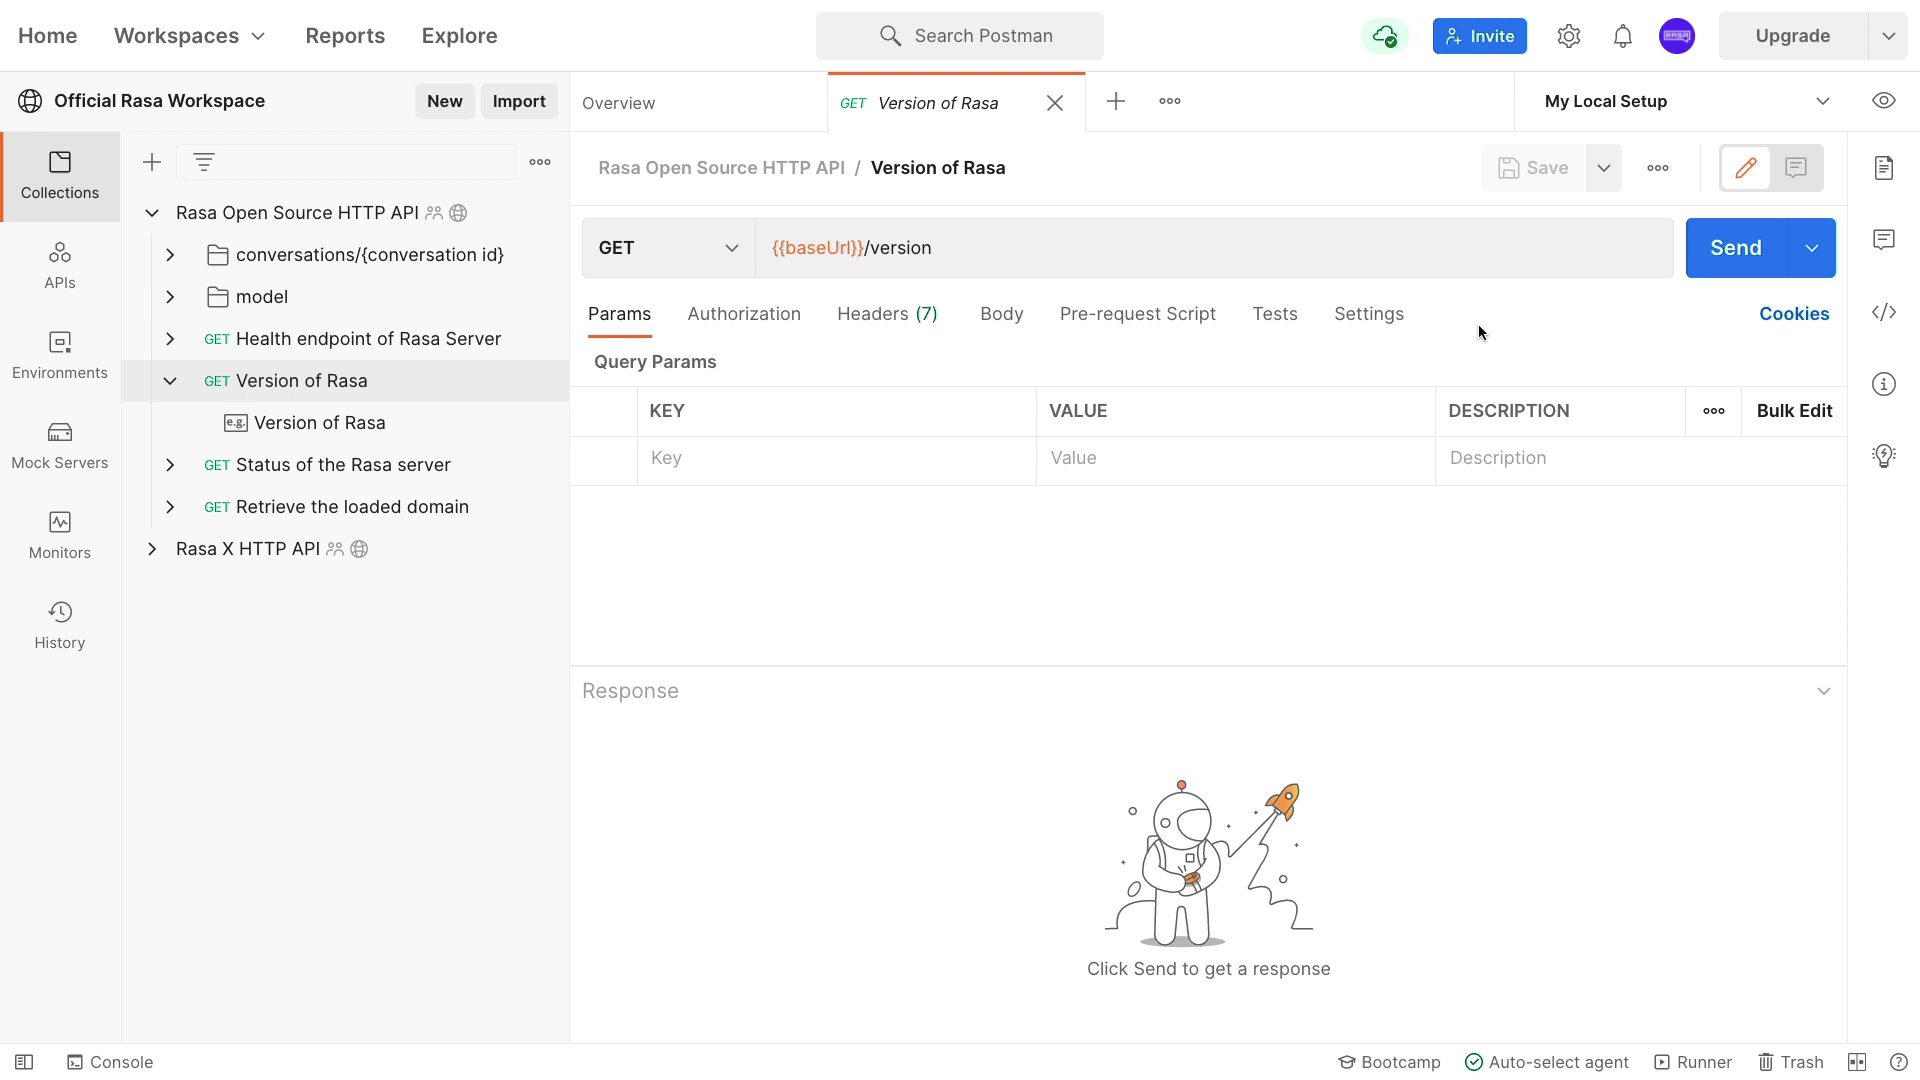 Home Workspaces Reports Explore Search Postman Invite RASA Upgrade
Official Rasa Workspace New Import Overview GET Version of Rasa My Local Setup
Collections
APIs
Environments
Mock Servers
Monitors
History
Rasa Open Source HTTP API
conversations/{conversation id}
model
GET Health endpoint of Rasa Server
GET Version of Rasa
e.g. Version of Rasa
GET Status of the Rasa server
GET Retrieve the loaded domain
Rasa X HTTP API
Rasa Open Source HTTP API / Version of Rasa Save
GET {{baseUrl}}/version Send
Params Authorization Headers (7) Body Pre-request Script Tests Settings Cookies
Query Params
KEY VALUE DESCRIPTION Bulk Edit
Key Value Description
Response
Click Send to get a response
Console Bootcamp Auto-select agent Runner Trash